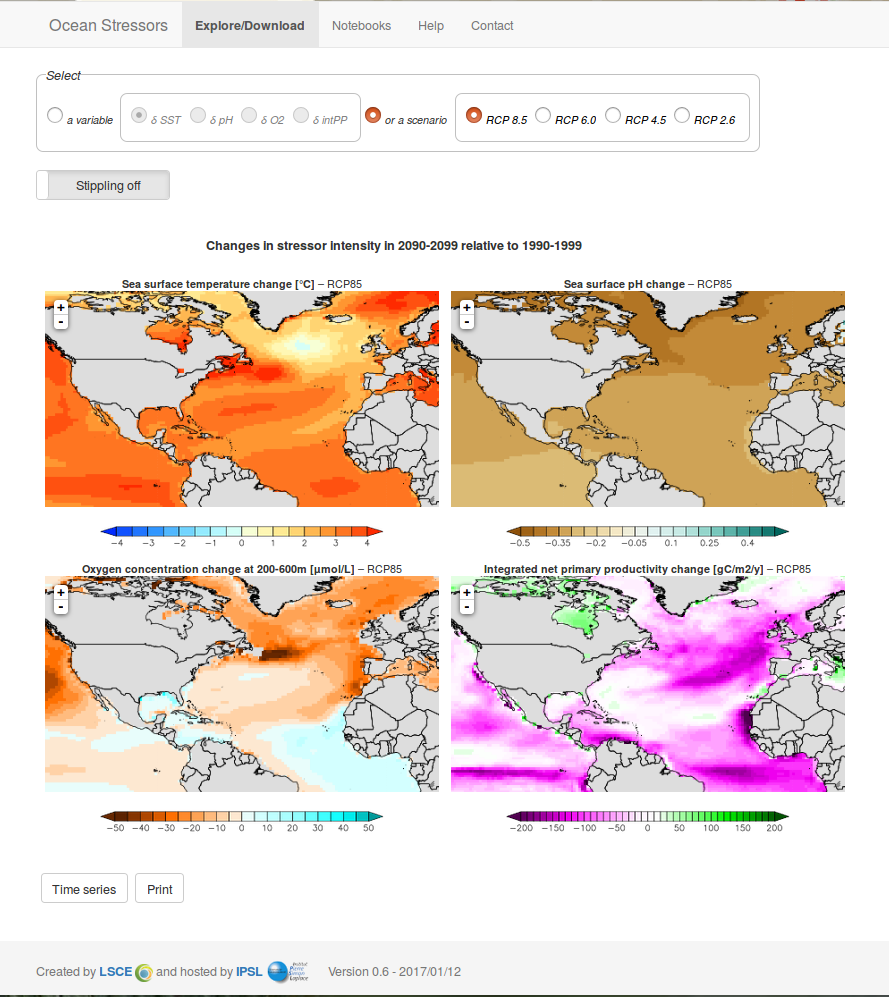 Ocean Stressors Explore/Download Notebooks Help Contact
Select
a variable δ SST δ pH δ O2 δ intPP or a scenario RCP 8.5 RCP 6.0 RCP 4.5 RCP 2.6
Stippling off
Changes in stressor intensity in 2090-2099 relative to 1990-1999
Sea surface temperature change [°C] – RCP85
+
-
−4 −3 −2 −1 0 1 2 3 4
Sea surface pH change – RCP85
+
-
−0.5 −0.35 −0.2 −0.05 0.1 0.25 0.4
Oxygen concentration change at 200-600m [µmol/L] – RCP85
+
-
−50 −40 −30 −20 −10 0 10 20 30 40 50
Integrated net primary productivity change [gC/m2/y] – RCP85
+
-
−200 −150 −100 −50 0 50 100 150 200
Time series Print
Created by LSCE and hosted by IPSL Institut Pierre Simon Laplace Version 0.6 - 2017/01/12